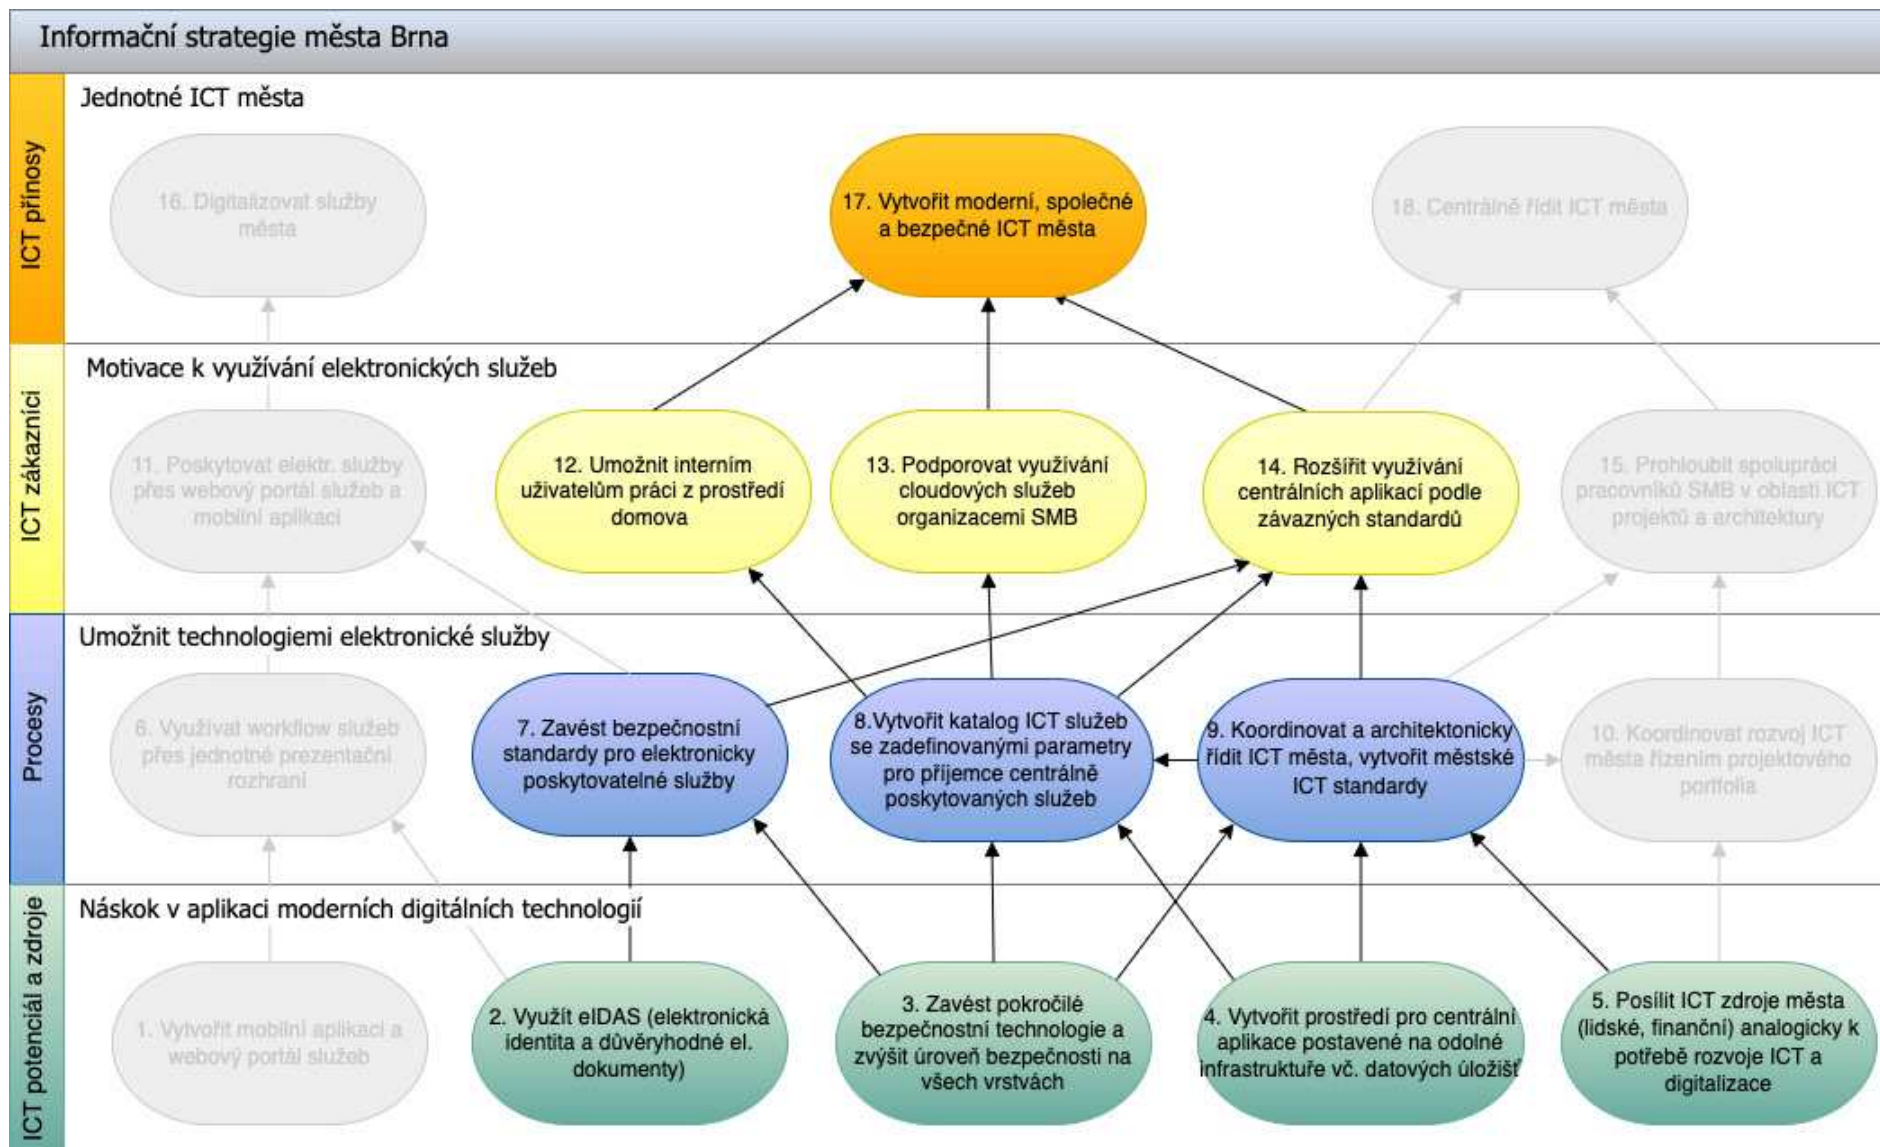 Informační strategie města Brna
ICT přínosy
Jednotné ICT města
16. Digitalizovat služby
města
17. Vytvořit moderní, společné
a bezpečné ICT města
18. Centrálně řídit ICT města
ICT zákazníci
Motivace k využívání elektronických služeb
11. Poskytovat elektr. služby
přes webový portál služeb a
mobilní aplikaci
12. Umožnit interním
uživatelům práci z prostředí
domova
13. Podporovat využívání
cloudových služeb
organizacemi SMB
14. Rozšířit využívání
centrálních aplikací podle
závazných standardů
15. Prohloubit spolupráci
pracovníků SMB v oblasti ICT
projektů a architektury
Procesy
Umožnit technologiemi elektronické služby
6. Využívat workflow služeb
přes jednotné prezentační
rozhraní
7. Zavést bezpečnostní
standardy pro elektronicky
poskytovatelné služby
8.Vytvořit katalog ICT služeb
se zadefinovanými parametry
pro příjemce centrálně
poskytovaných služeb
9. Koordinovat a architektonicky
řídit ICT města, vytvořit městské
ICT standardy
10. Koordinovat rozvoj ICT
města řízením projektového
portfolia
ICT potenciál a zdroje
Náskok v aplikaci moderních digitálních technologií
1. Vytvořit mobilní aplikaci a
webový portál služeb
2. Využít eIDAS (elektronická
identita a důvěryhodné el.
dokumenty)
3. Zavést pokročilé
bezpečnostní technologie a
zvýšit úroveň bezpečnosti na
všech vrstvách
4. Vytvořit prostředí pro centrální
aplikace postavené na odolné
infrastruktuře vč. datových úložišť
5. Posílit ICT zdroje města
(lidské, finanční) analogicky k
potřebě rozvoje ICT a
digitalizace